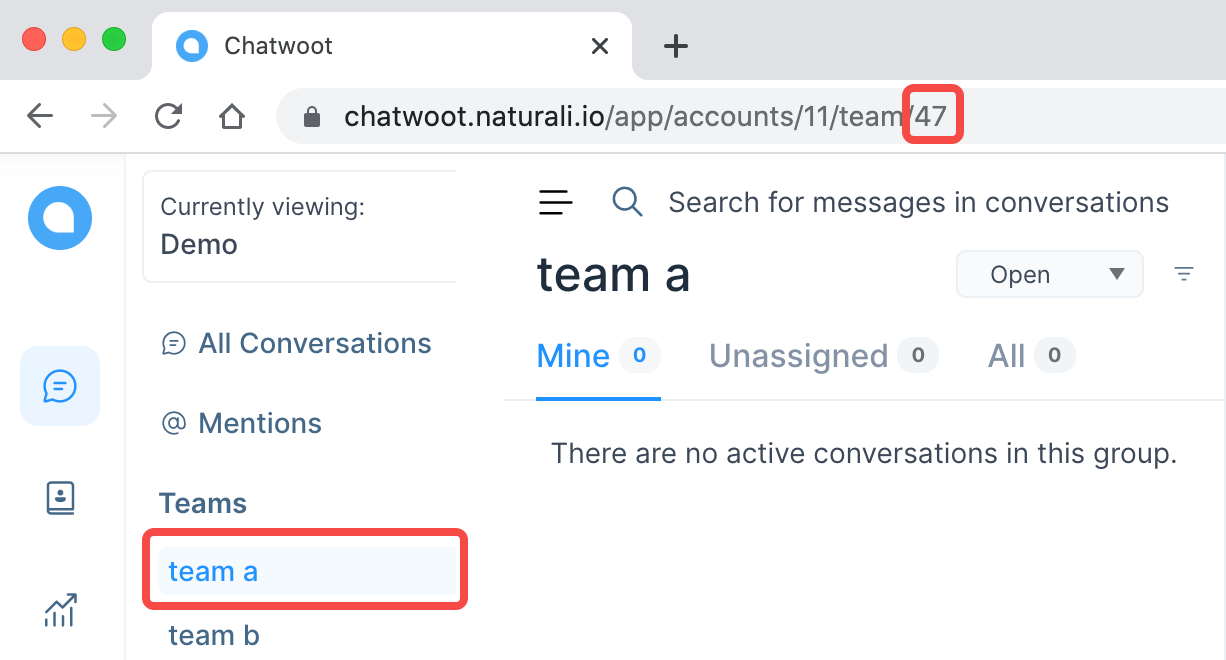 Chatwoot
chatwoot.naturali.io/app/accounts/11/team/47
Currently viewing:
Demo
All Conversations
Mentions
Teams
team a
team b
Search for messages in conversations
team a
Open
Mine 0 Unassigned 0 All 0
There are no active conversations in this group.